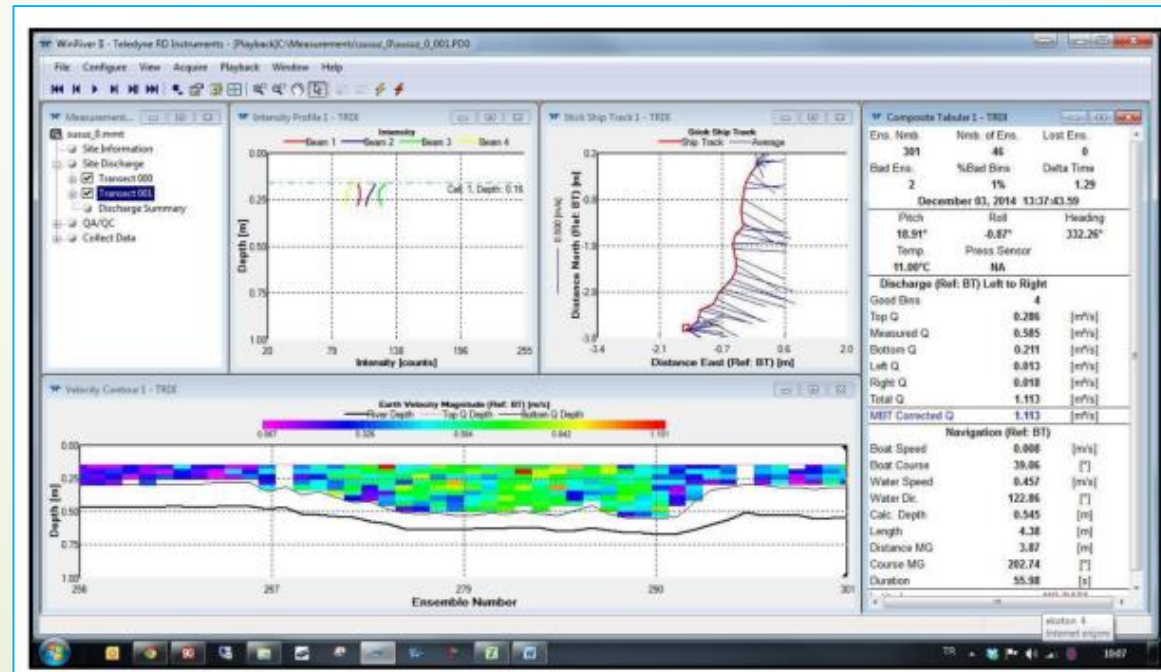 WinRiver II - Teledyne RD Instruments - [Playback]C:\Measurements\susuz_0\susuz_0_001.PD0
File Configure View Acquire Playback Window Help
Measurement...
susuz_0.mmt
Site Information
Site Discharge
Transect 000
Transect 001
Discharge Summary
QA/QC
Collect Data
Intensity Profile 1 - TRDI
Intensity
Beam 1 Beam 2 Beam 3 Beam 4
0.00
0.25
0.50
0.75
1.00
Depth [m]
Cell: 1, Depth: 0.16
20 79 138 196 255
Intensity [counts]
Stick Ship Track 1 - TRDI
Stick Ship Track
Ship Track Average
Distance North (Ref: BT) [m]
0.2
-3.4 -2.1 -0.7 0.6 2.0
Distance East (Ref: BT) [m]
Velocity Contour 1 - TRDI
Earth Velocity Magnitude (Ref: BT) [m/s]
River Depth Top Q Depth Bottom Q Depth
0.00
0.25
0.50
0.75
1.00
Depth [m]
256 267 279 290 301
Ensemble Number
Composite Tabular 1 - TRDI
Ens. Nmb. Nmb. of Ens. Lost Ens.
301 46 0
Bad Ens. %Bad Bins Delta Time
2 1% 1.29
December 03, 2014 13:37:43.59
Pitch Roll Heading
10.91° -0.87° 332.26°
Temp. Press Sensor
11.00°C NA
Discharge (Ref: BT) Left to Right
Good Bins 4
Top Q 0.286 [m³/s]
Measured Q 0.585 [m³/s]
Bottom Q 0.211 [m³/s]
Left Q 0.013 [m³/s]
Right Q 0.018 [m³/s]
Total Q 1.113 [m³/s]
MBT Corrected Q 1.113 [m³/s]
Navigation (Ref: BT)
Boat Speed 0.008 [m/s]
Boat Course 39.06 [°]
Water Speed 0.457 [m/s]
Water Dir. 122.86 [°]
Calc. Depth 0.545 [m]
Length 4.38 [m]
Distance MG 3.87 [m]
Course MG 202.74 [°]
Duration 55.98 [s]
Internet erişimi
TR 10:07